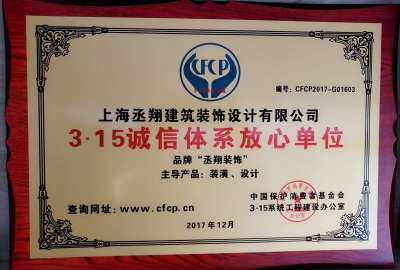 CFCP
编号：CFCP2017-G01603
上海丞翔建筑装饰设计有限公司
3·15诚信体系放心单位
品牌“丞翔装饰”
主导产品：装潢、设计
中国保护消费者基金会
查询网址：www.cfcp.cn
3·15系统工程建设办公室
2017年12月